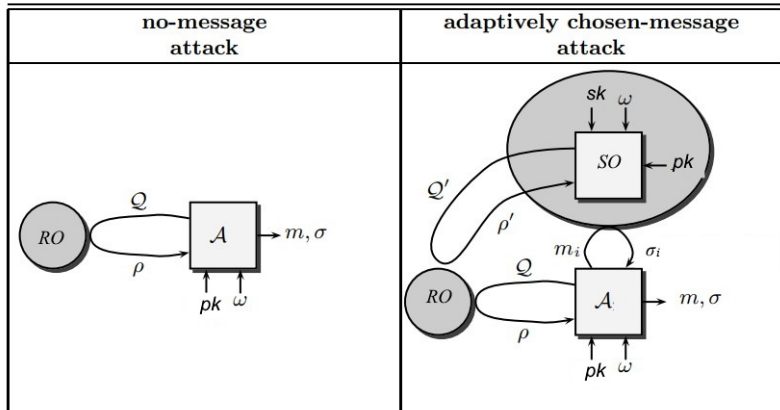 no-message
attack
adaptively chosen-message
attack
RO
Q
ρ
A
m, σ
pk ω
sk ω
SO
pk
Q′
ρ′
m_i
σ_i
RO
Q
ρ
A
m, σ
pk ω